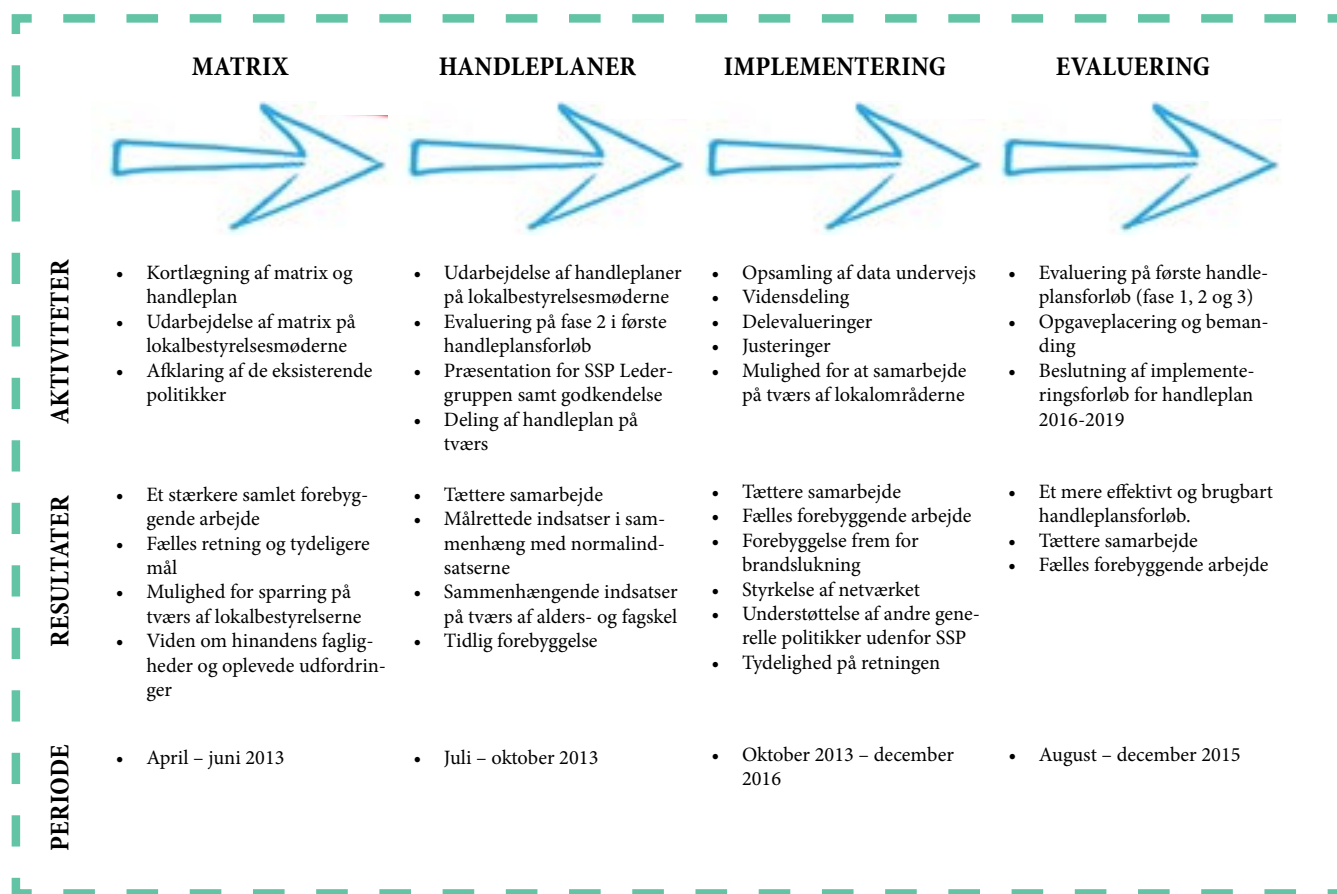 MATRIX
HANDLEPLANER
IMPLEMENTERING
EVALUERING
AKTIVITETER
• Kortlægning af matrix og
handleplan
• Udarbejdelse af matrix på
lokalbestyrelsesmøderne
• Afklaring af de eksisterende
politikker
• Udarbejdelse af handleplaner
på lokalbestyrelsesmøderne
• Evaluering på fase 2 i første
handleplansforløb
• Præsentation for SSP Leder-
gruppen samt godkendelse
• Deling af handleplan på
tværs
• Opsamling af data undervejs
• Vidensdeling
• Delevalueringer
• Justeringer
• Mulighed for at samarbejde
på tværs af lokalområderne
• Evaluering på første handle-
plansforløb (fase 1, 2 og 3)
• Opgaveplacering og beman-
ding
• Beslutning af implemente-
ringsforløb for handleplan
2016-2019
RESULTATER
• Et stærkere samlet forebyg-
gende arbejde
• Fælles retning og tydeligere
mål
• Mulighed for sparring på
tværs af lokalbestyrelserne
• Viden om hinandens faglig-
heder og oplevede udfordrin-
ger
• Tættere samarbejde
• Målrettede indsatser i sam-
menhæng med normalind-
satserne
• Sammenhængende indsatser
på tværs af alders- og fagskel
• Tidlig forebyggelse
• Tættere samarbejde
• Fælles forebyggende arbejde
• Forebyggelse frem for
brandslukning
• Styrkelse af netværket
• Understøttelse af andre gene-
relle politikker udenfor SSP
• Tydelighed på retningen
• Et mere effektivt og brugbart
handleplansforløb.
• Tættere samarbejde
• Fælles forebyggende arbejde
PERIODE
• April – juni 2013
• Juli – oktober 2013
• Oktober 2013 – december
2016
• August – december 2015